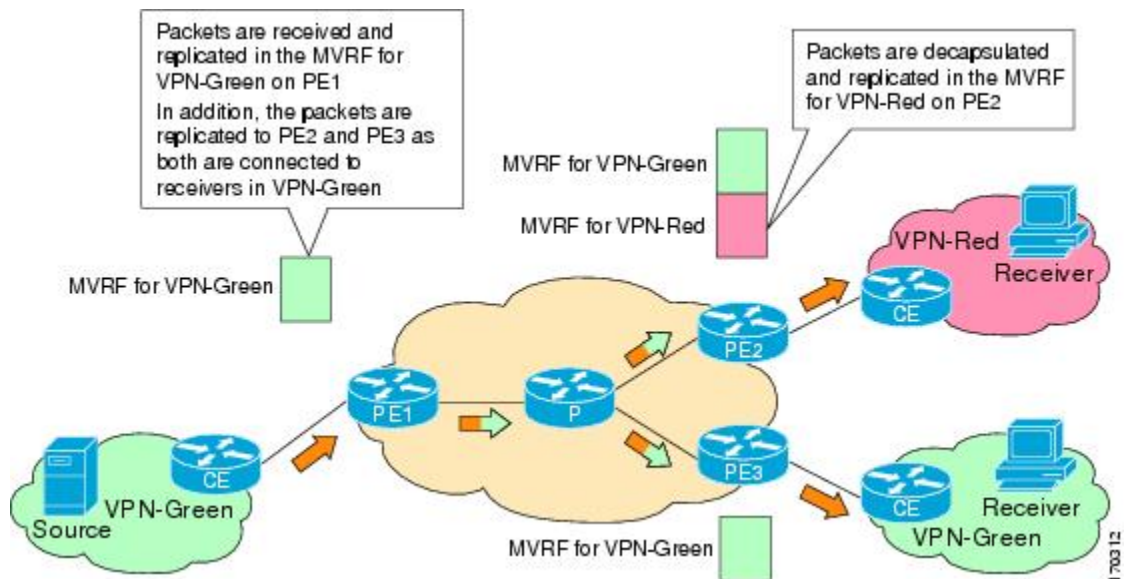 Packets are received and
replicated in the MVRF for
VPN-Green on PE1
In addition, the packets are
replicated to PE2 and PE3 as
both are connected to
receivers in VPN-Green
Packets are decapsulated
and replicated in the MVRF
for VPN-Red on PE2
MVRF for VPN-Green
MVRF for VPN-Red
MVRF for VPN-Green
VPN-Red
Receiver
CE
PE2
PE1
P
CE
VPN-Green
Source
PE3
CE
Receiver
VPN-Green
MVRF for VPN-Green
170312